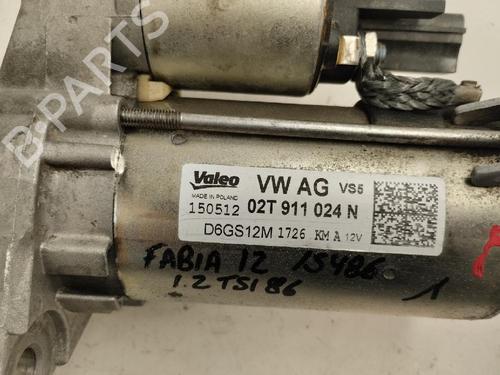 B-PARTS
Valeo VW AG VS5
MADE IN POLAND
150512 02T 911 024 N
D6GS12M 1726 KM A 12V
FABIA 12 15486
1.2 TSI 86
1